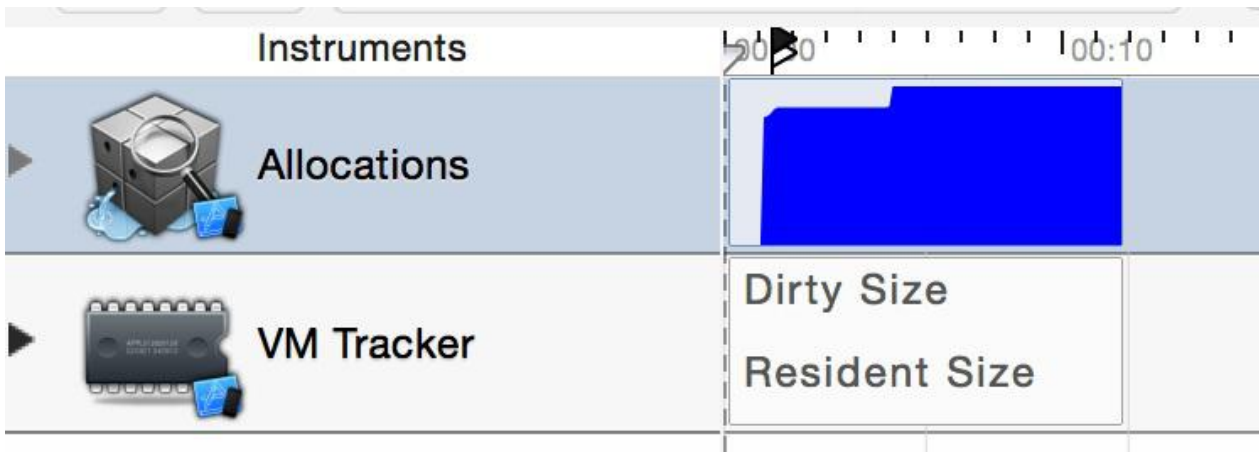 Instruments
00:10
Allocations
VM Tracker
Dirty Size
Resident Size